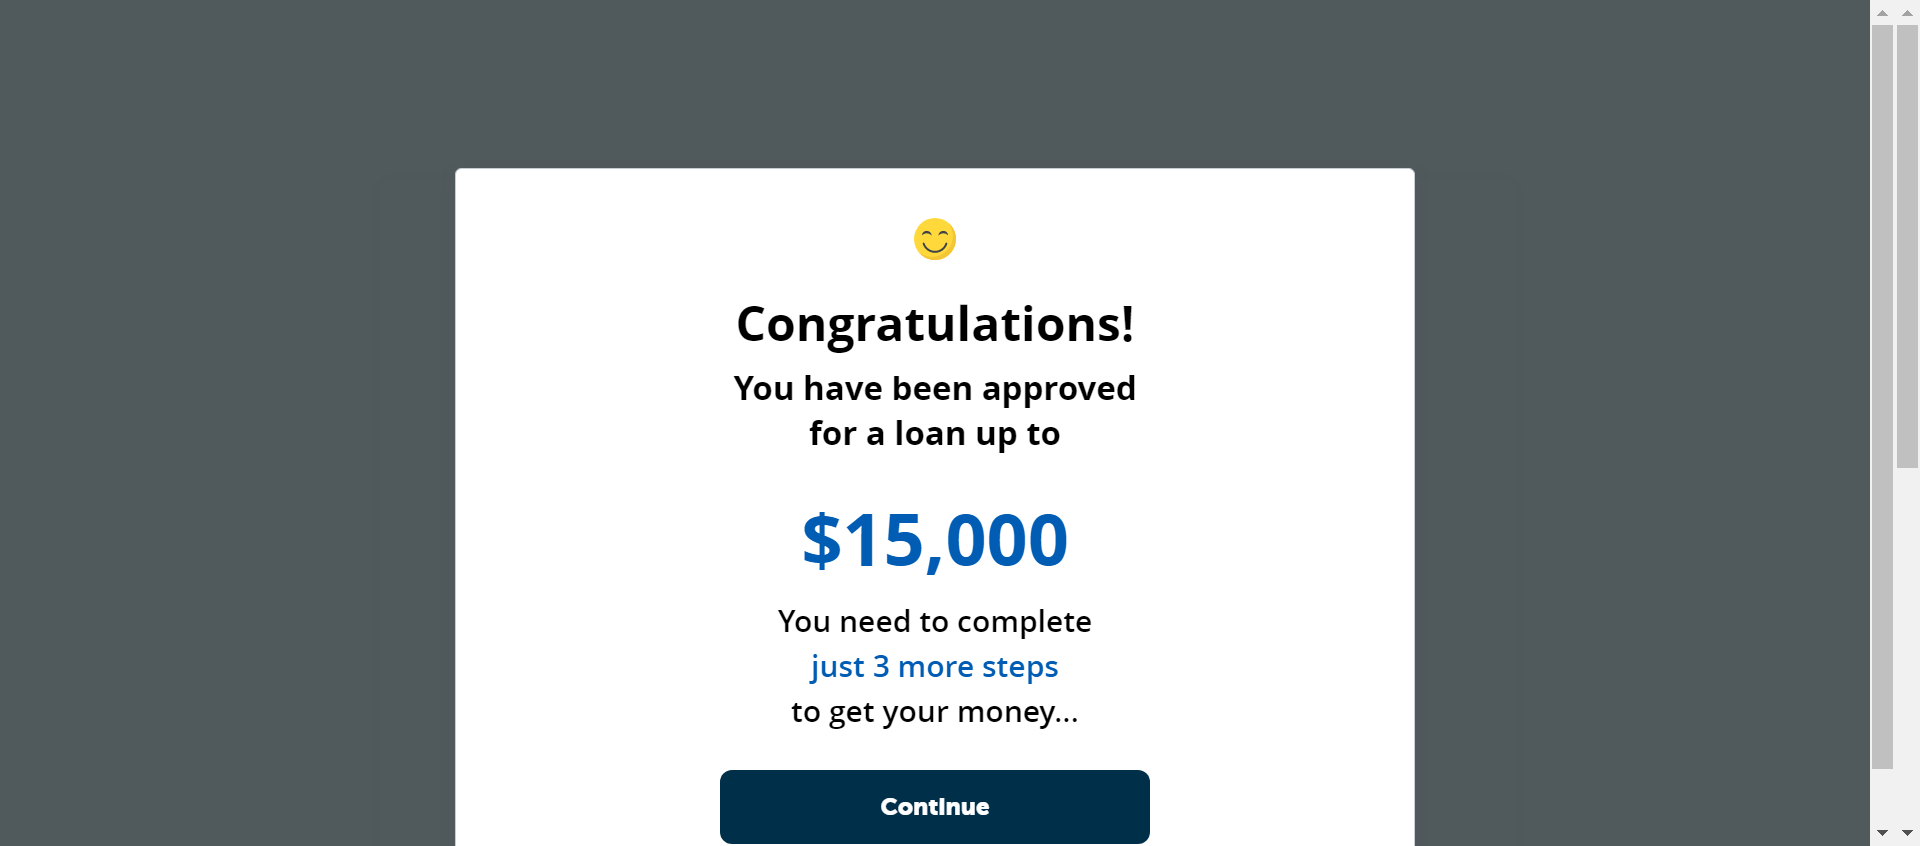 Congratulations!
You have been approved
for a loan up to
$15,000
You need to complete
just 3 more steps
to get your money...
Continue